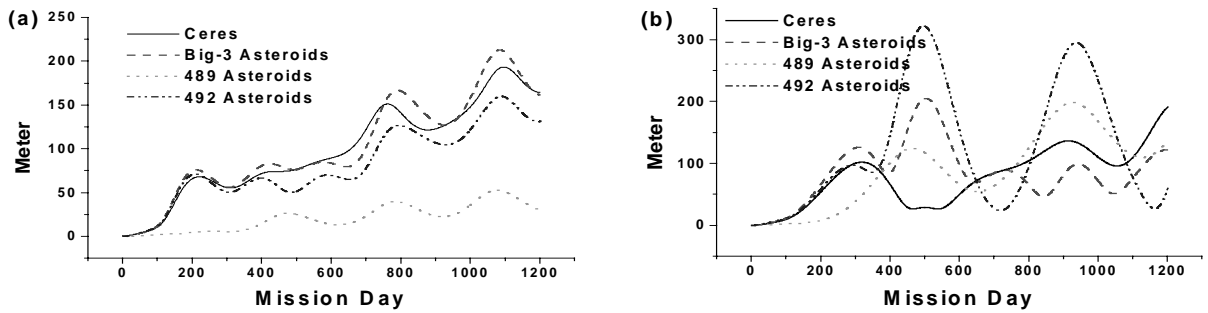 (a)
Ceres
Big-3 Asteroids
489 Asteroids
492 Asteroids
250
200
150
100
50
0
Meter
0 200 400 600 800 1000 1200
Mission Day
(b)
Ceres
Big-3 Asteroids
489 Asteroids
492 Asteroids
300
200
100
0
Meter
0 200 400 600 800 1000 1200
Mission Day